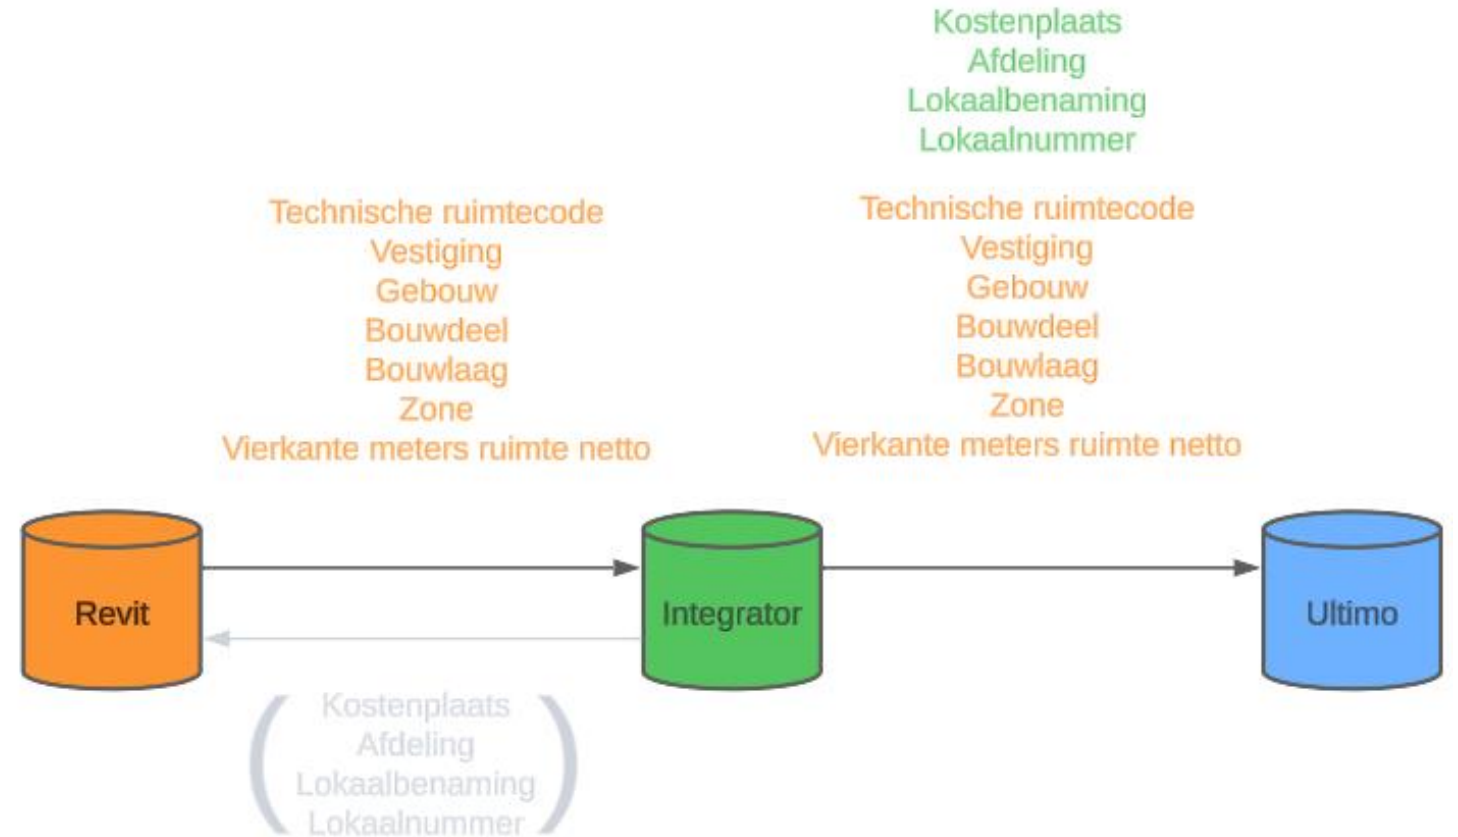 Kostenplaats
Afdeling
Lokaalbenaming
Lokaalnummer
Technische ruimtecode
Vestiging
Gebouw
Bouwdeel
Bouwlaag
Zone
Vierkante meters ruimte netto
Technische ruimtecode
Vestiging
Gebouw
Bouwdeel
Bouwlaag
Zone
Vierkante meters ruimte netto
Revit
Integrator
Ultimo
(Kostenplaats
Afdeling
Lokaalbenaming
Lokaalnummer)